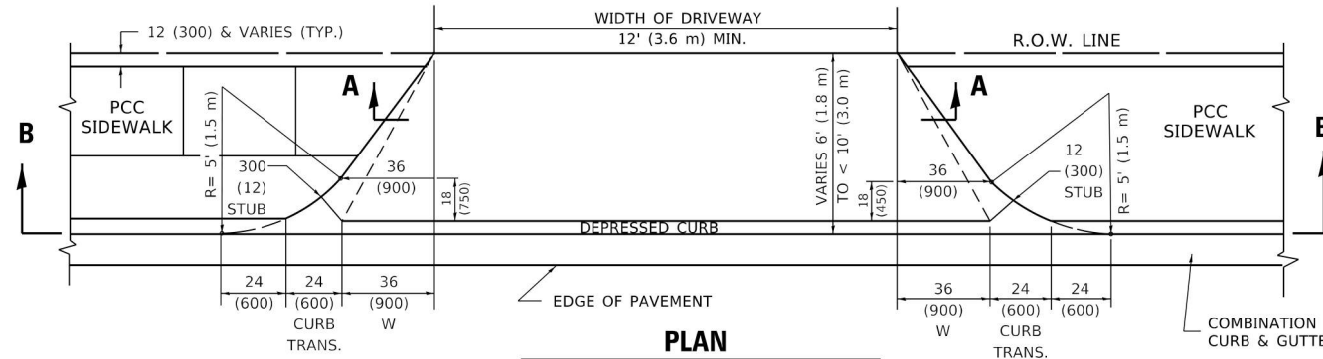 12 (300) & VARIES (TYP.)
WIDTH OF DRIVEWAY
12' (3.6 m) MIN.
R.O.W. LINE
A
A
PCC
SIDEWALK
PCC
SIDEWALK
B
R= 5' (1.5 m)
300
(12)
STUB
36
(900)
18
(750)
VARIES 6' (1.8 m)
TO < 10' (3.0 m)
36
(900)
18
(450)
12
(300)
STUB
R= 5' (1.5 m)
DEPRESSED CURB
24
(600)
24
(600)
CURB
TRANS.
36
(900)
W
EDGE OF PAVEMENT
36
(900)
W
24
(600)
CURB
TRANS.
24
(600)
COMBINATION
CURB & GUTTE
PLAN